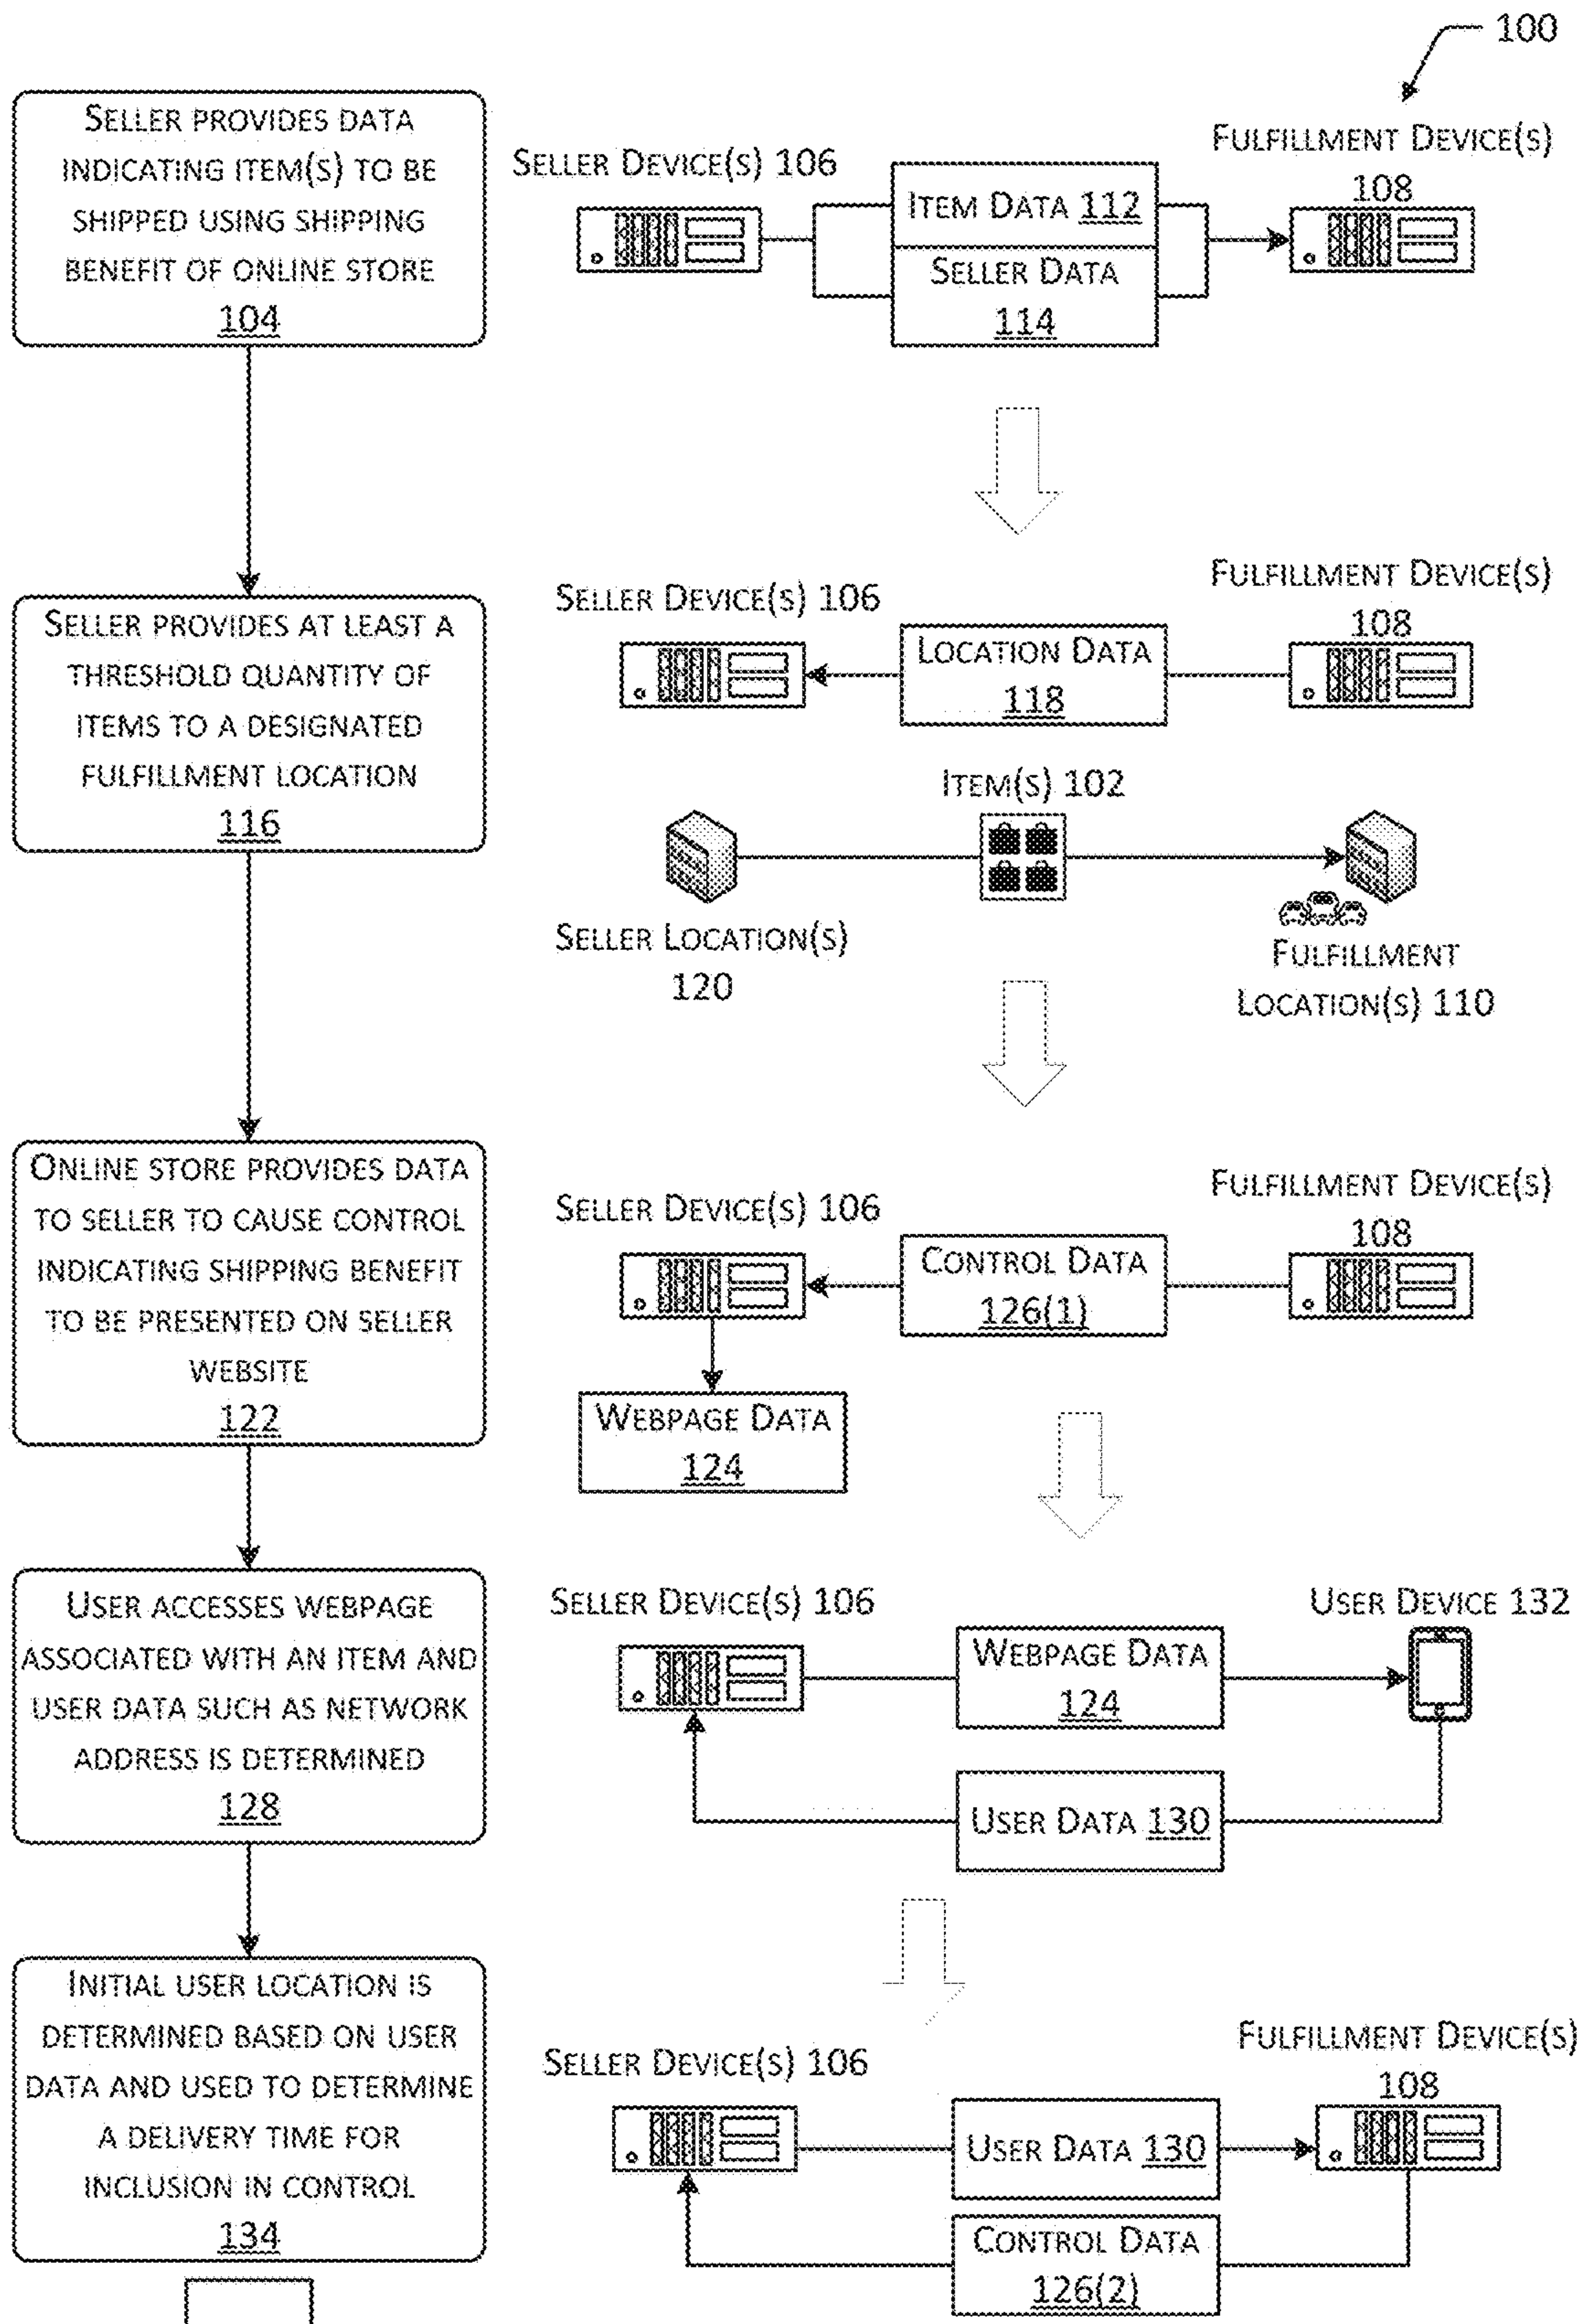 100
SELLER PROVIDES DATA
INDICATING ITEM(S) TO BE
SHIPPED USING SHIPPING
BENEFIT OF ONLINE STORE
104
SELLER DEVICE(S) 106
ITEM DATA 112
SELLER DATA
114
FULFILLMENT DEVICE(S)
108
SELLER PROVIDES AT LEAST A
THRESHOLD QUANTITY OF
ITEMS TO A DESIGNATED
FULFILLMENT LOCATION
116
SELLER DEVICE(S) 106
LOCATION DATA
118
FULFILLMENT DEVICE(S)
108
ITEM(S) 102
SELLER LOCATION(S)
120
FULFILLMENT
LOCATION(S) 110
ONLINE STORE PROVIDES DATA
TO SELLER TO CAUSE CONTROL
INDICATING SHIPPING BENEFIT
TO BE PRESENTED ON SELLER
WEBSITE
122
SELLER DEVICE(S) 106
CONTROL DATA
126(1)
FULFILLMENT DEVICE(S)
108
WEBPAGE DATA
124
USER ACCESSES WEBPAGE
ASSOCIATED WITH AN ITEM AND
USER DATA SUCH AS NETWORK
ADDRESS IS DETERMINED
128
SELLER DEVICE(S) 106
WEBPAGE DATA
124
USER DEVICE 132
USER DATA 130
INITIAL USER LOCATION IS
DETERMINED BASED ON USER
DATA AND USED TO DETERMINE
A DELIVERY TIME FOR
INCLUSION IN CONTROL
134
SELLER DEVICE(S) 106
USER DATA 130
FULFILLMENT DEVICE(S)
108
CONTROL DATA
126(2)